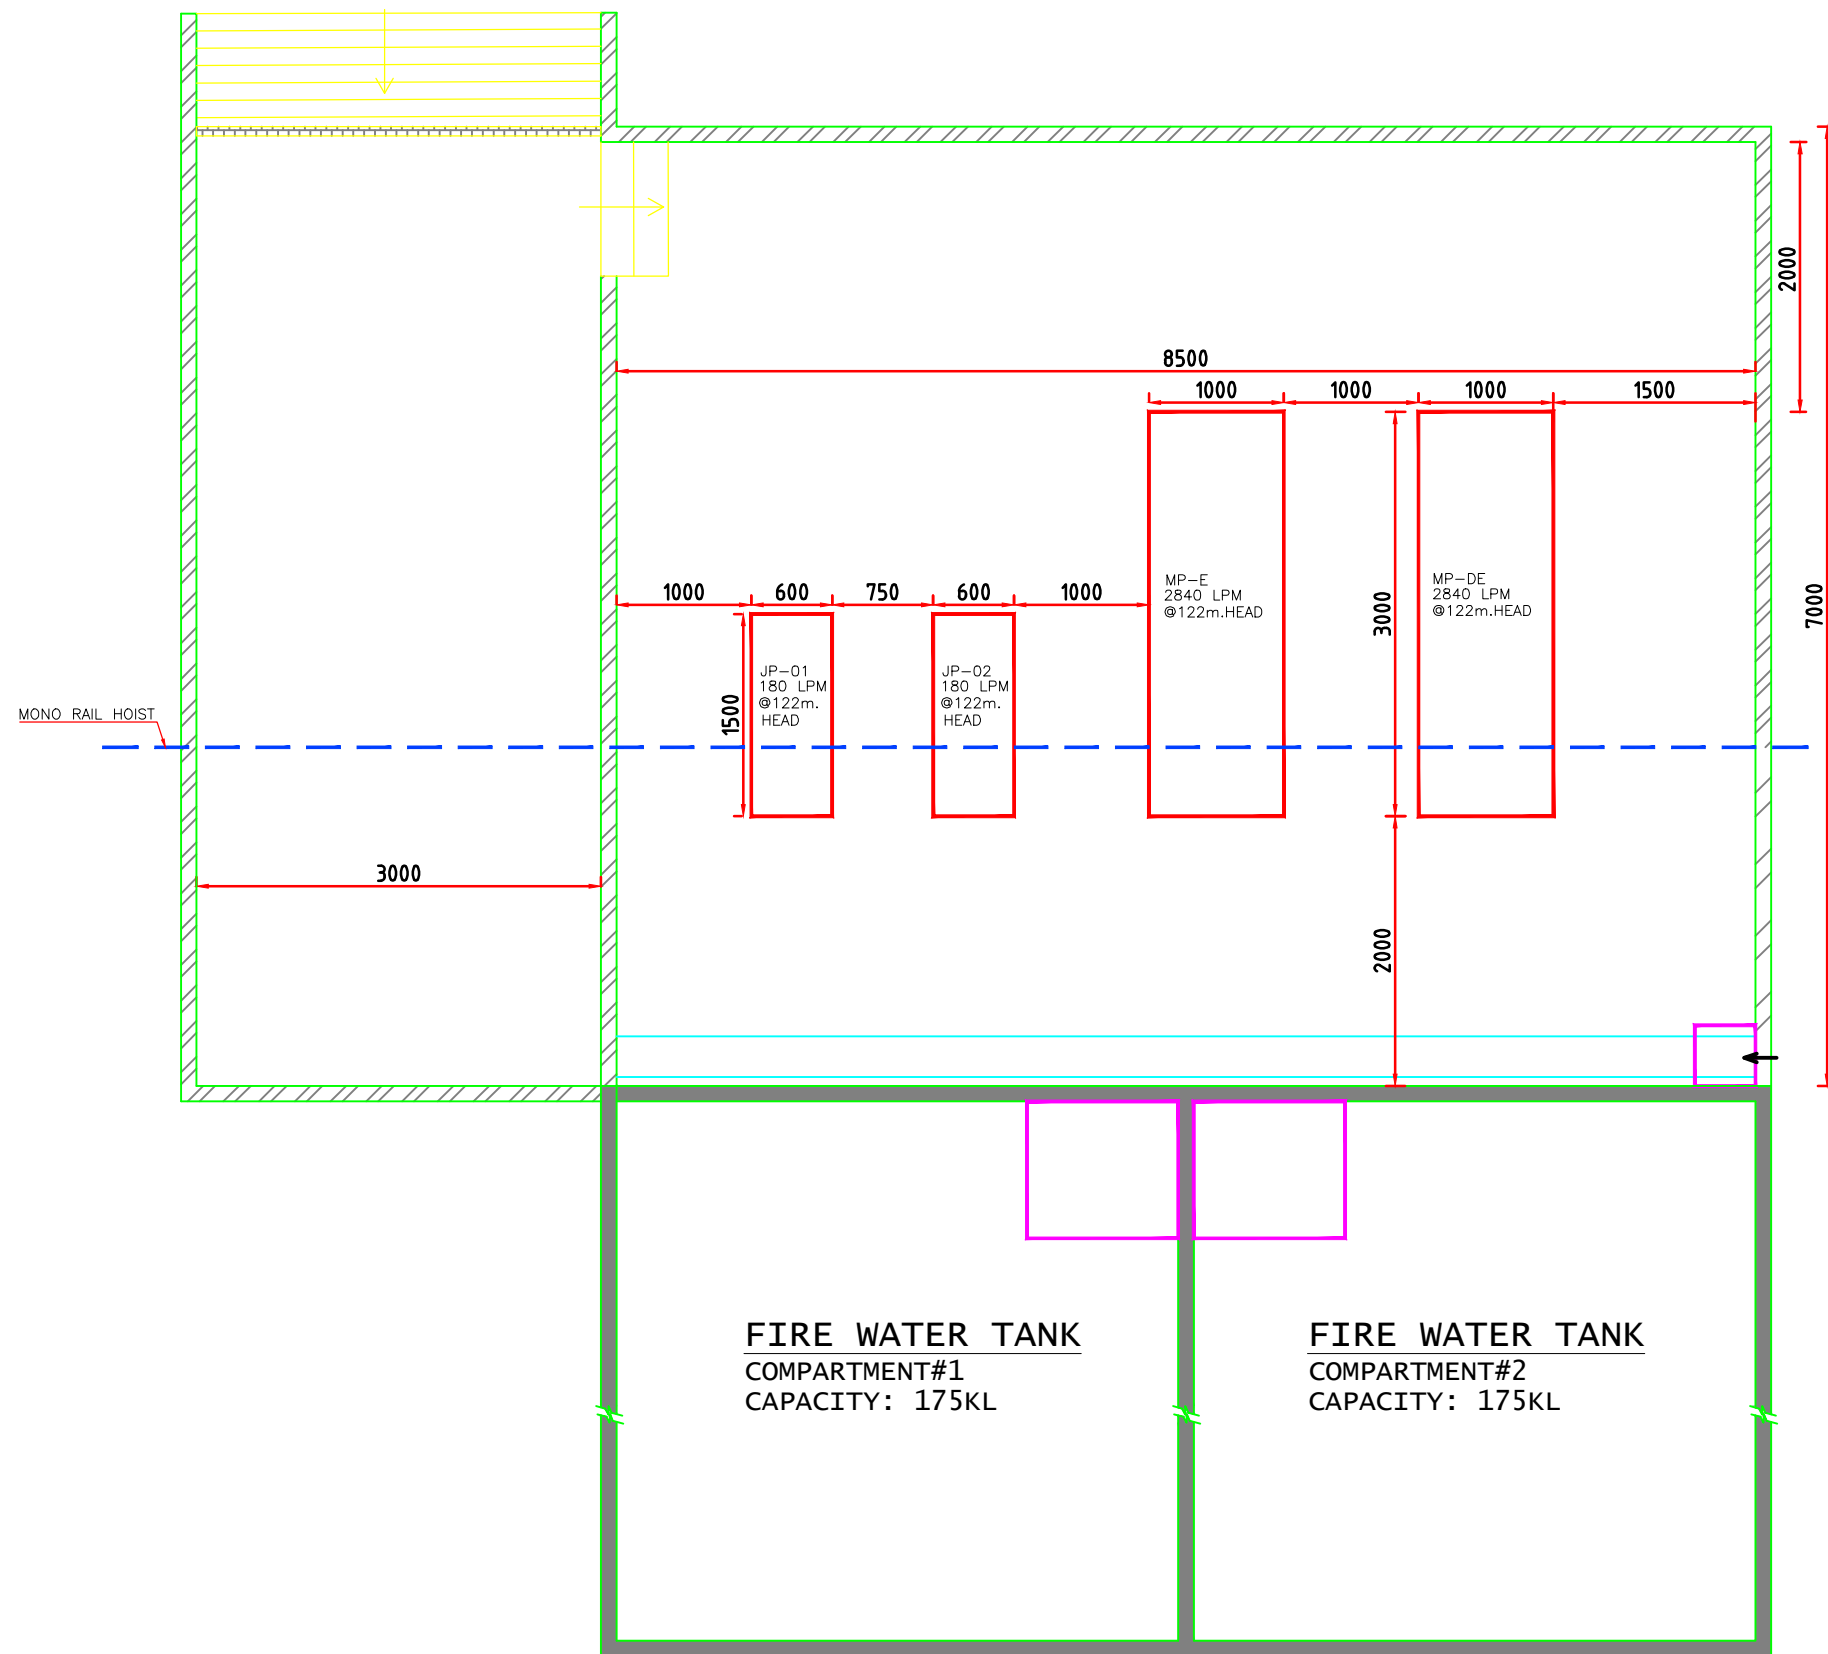 2000
8500
1000
1000
1000
1500
7000
3000
MP-E
2840 LPM
@122m.HEAD
MP-DE
2840 LPM
@122m.HEAD
1000
600
750
600
1000
1500
JP-01
180 LPM
@122m.
HEAD
JP-02
180 LPM
@122m.
HEAD
MONO RAIL HOIST
3000
2000
FIRE WATER TANK
COMPARTMENT#1
CAPACITY: 175KL
FIRE WATER TANK
COMPARTMENT#2
CAPACITY: 175KL